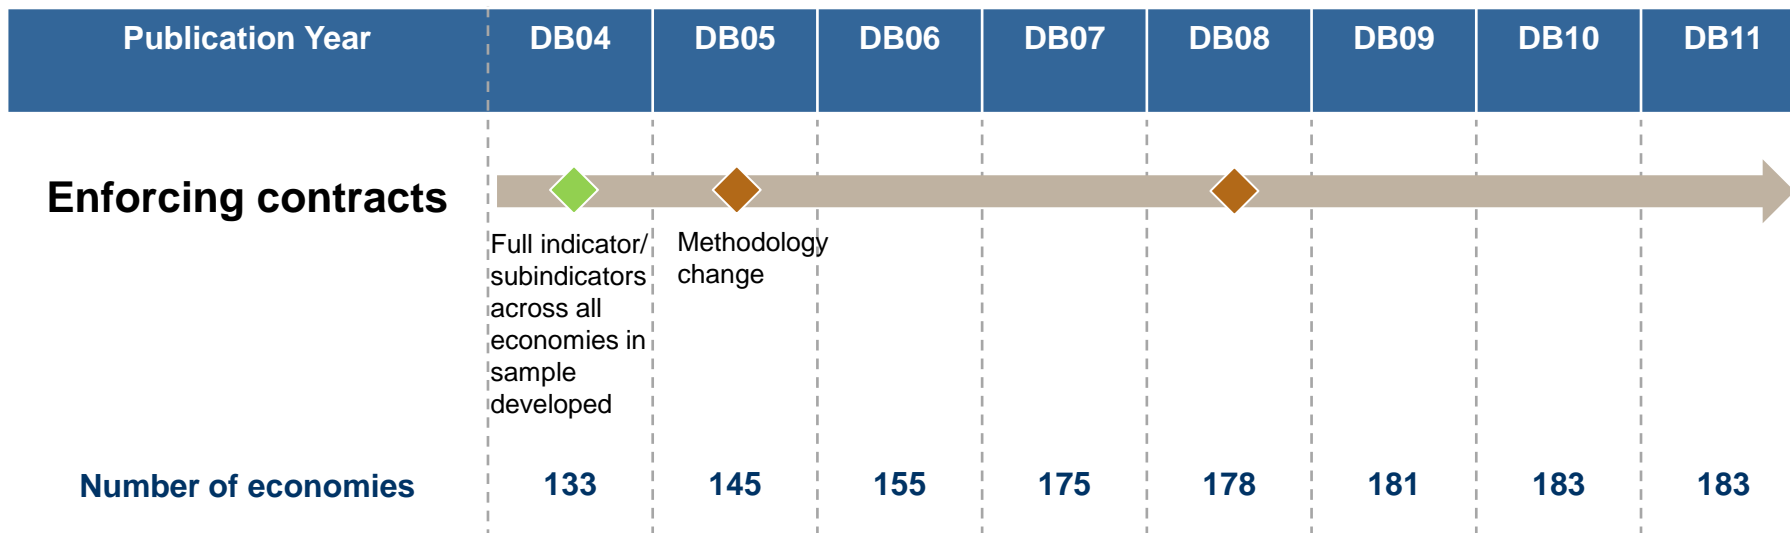 Publication Year DB04 DB05 DB06 DB07 DB08 DB09 DB10 DB11
Enforcing contracts
Full indicator/
subindicators
across all
economies in
sample
developed
Methodology
change
Number of economies 133 145 155 175 178 181 183 183